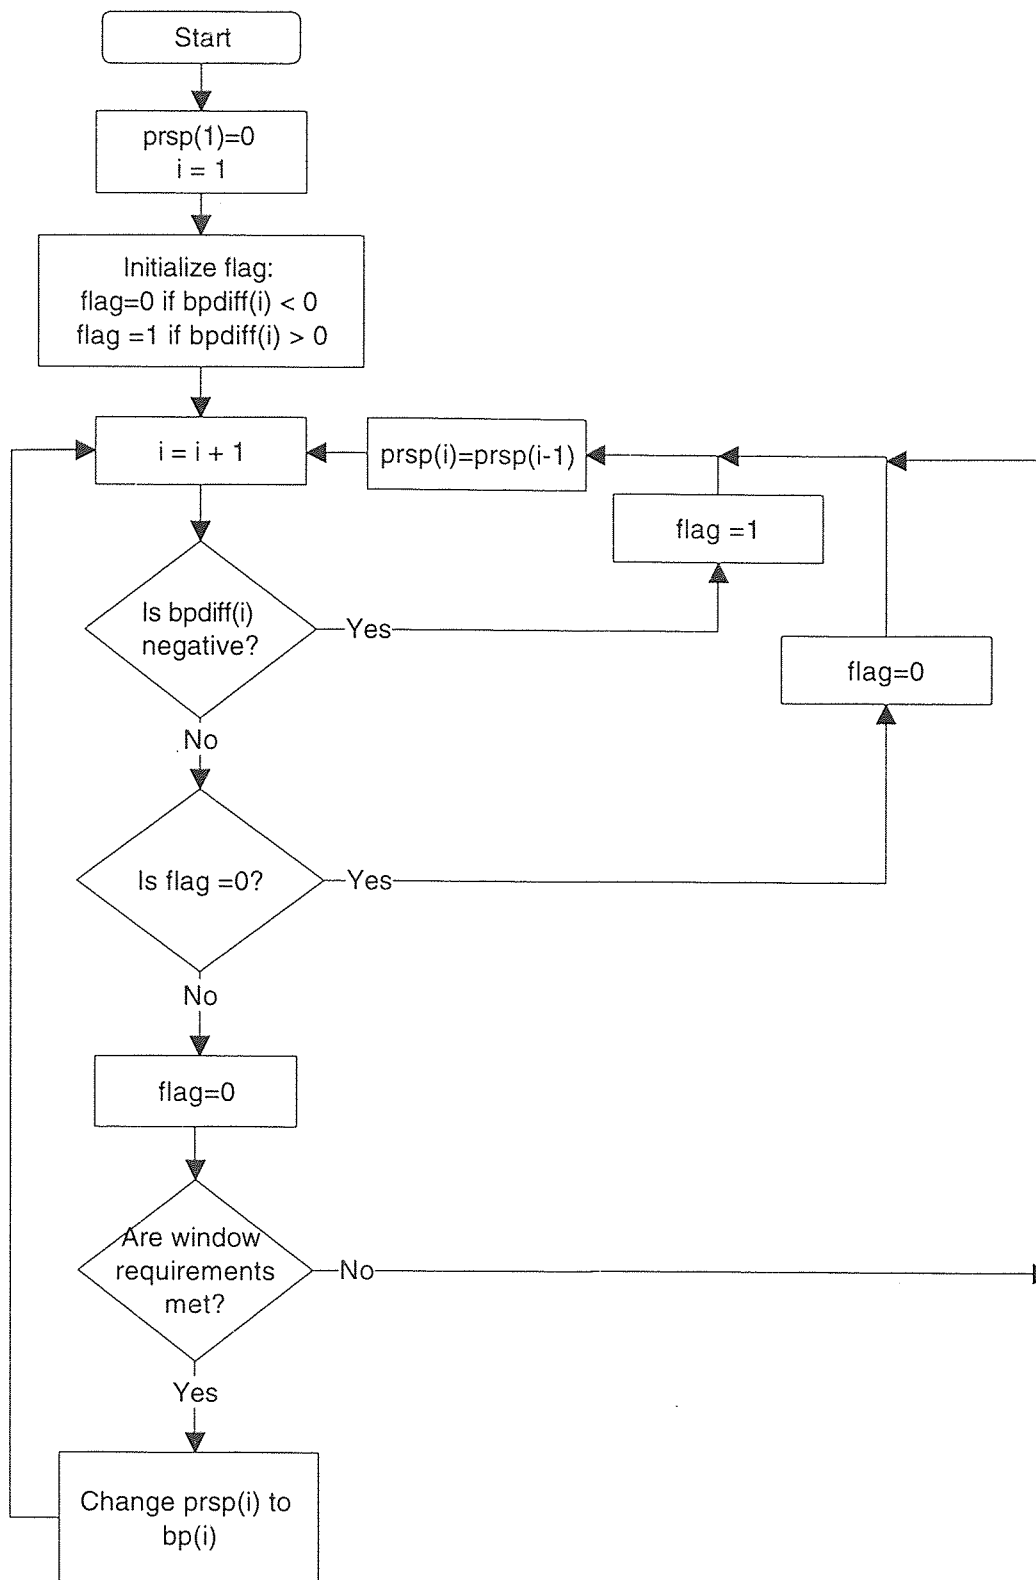 Start
prsp(1)=0
i = 1
Initialize flag:
flag=0 if bpdiff(i) < 0
flag =1 if bpdiff(i) > 0
i = i + 1
prsp(i)=prsp(i-1)
flag =1
Is bpdiff(i)
negative?
Yes
flag=0
No
Is flag =0?
Yes
No
flag=0
Are window
requirements
met?
No
Yes
Change prsp(i) to
bp(i)